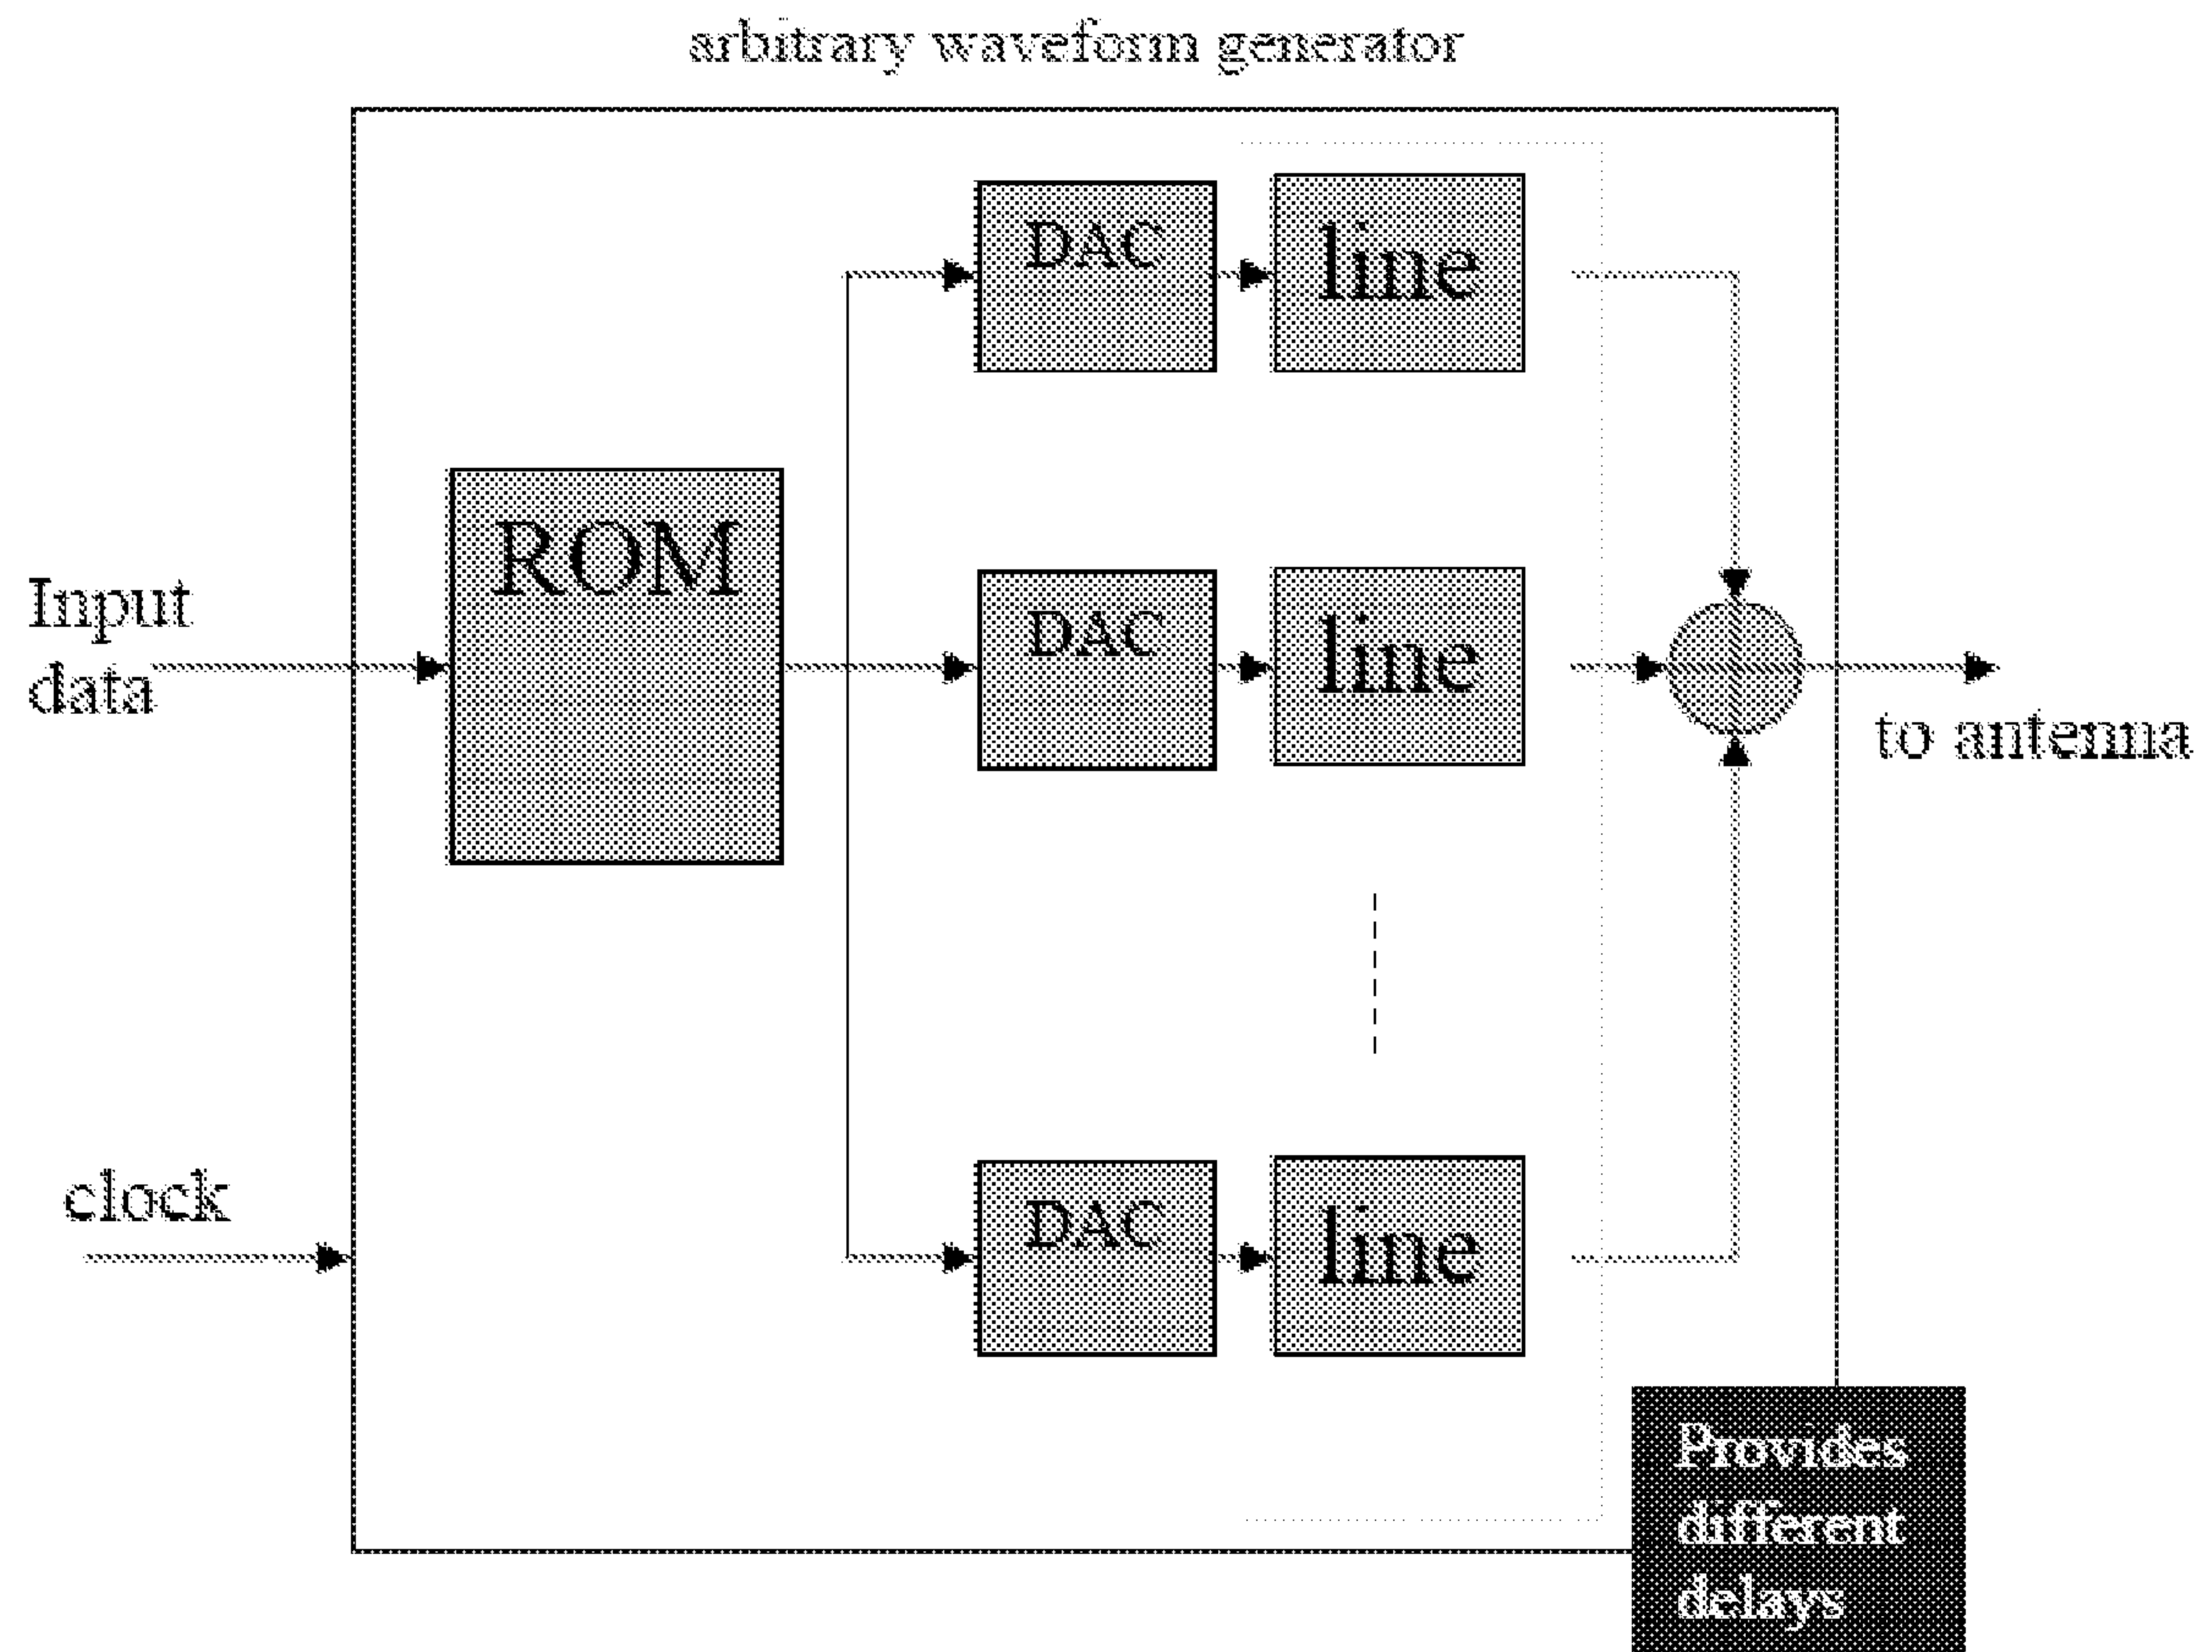 arbitrary waveform generator
DAC
line
ROM
Input
data
DAC
line
to antenna
clock
DAC
line
Provides
different
delays